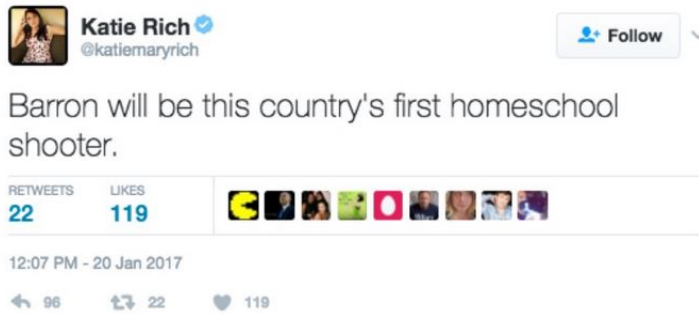 Katie Rich
@katiemaryrich
Follow
Barron will be this country's first homeschool
shooter.
RETWEETS LIKES
22 119
12:07 PM - 20 Jan 2017
96 22 119